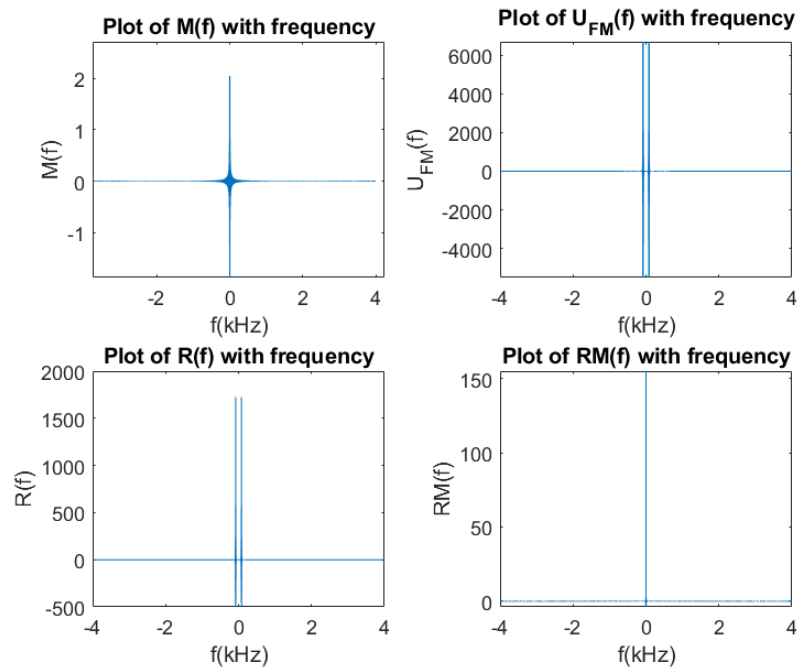 Plot of M(f) with frequency
2
1
0
-1
M(f)
-2 0 2 4
f(kHz)
Plot of U_FM(f) with frequency
6000
4000
2000
0
-2000
-4000
U_FM(f)
-4 -2 0 2 4
f(kHz)
Plot of R(f) with frequency
2000
1500
1000
500
0
-500
R(f)
-4 -2 0 2 4
f(kHz)
Plot of RM(f) with frequency
150
100
50
0
RM(f)
-4 -2 0 2 4
f(kHz)